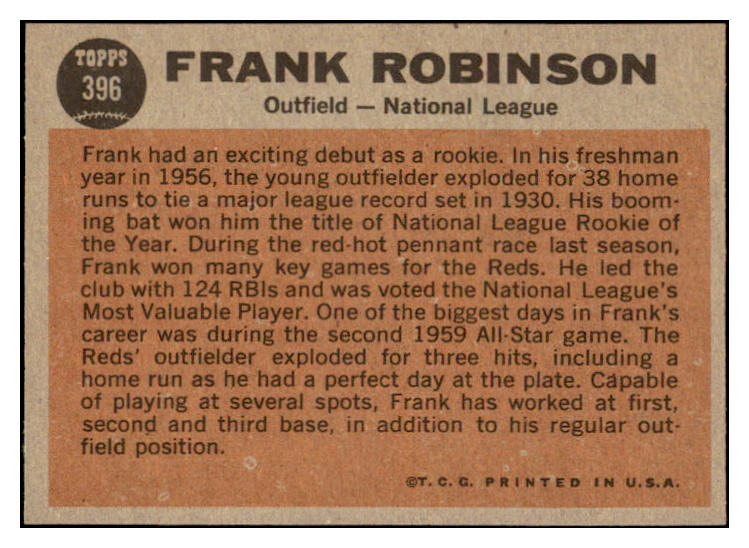 TOPPS
396
FRANK ROBINSON
Outfield — National League
Frank had an exciting debut as a rookie. In his freshman
year in 1956, the young outfielder exploded for 38 home
runs to tie a major league record set in 1930. His boom-
ing bat won him the title of National League Rookie of
the Year. During the red-hot pennant race last season,
Frank won many key games for the Reds. He led the
club with 124 RBIs and was voted the National League's
Most Valuable Player. One of the biggest days in Frank's
career was during the second 1959 All-Star game. The
Reds' outfielder exploded for three hits, including a
home run as he had a perfect day at the plate. Capable
of playing at several spots, Frank has worked at first,
second and third base, in addition to his regular out-
field position.
©T. C. G. PRINTED IN U.S.A.